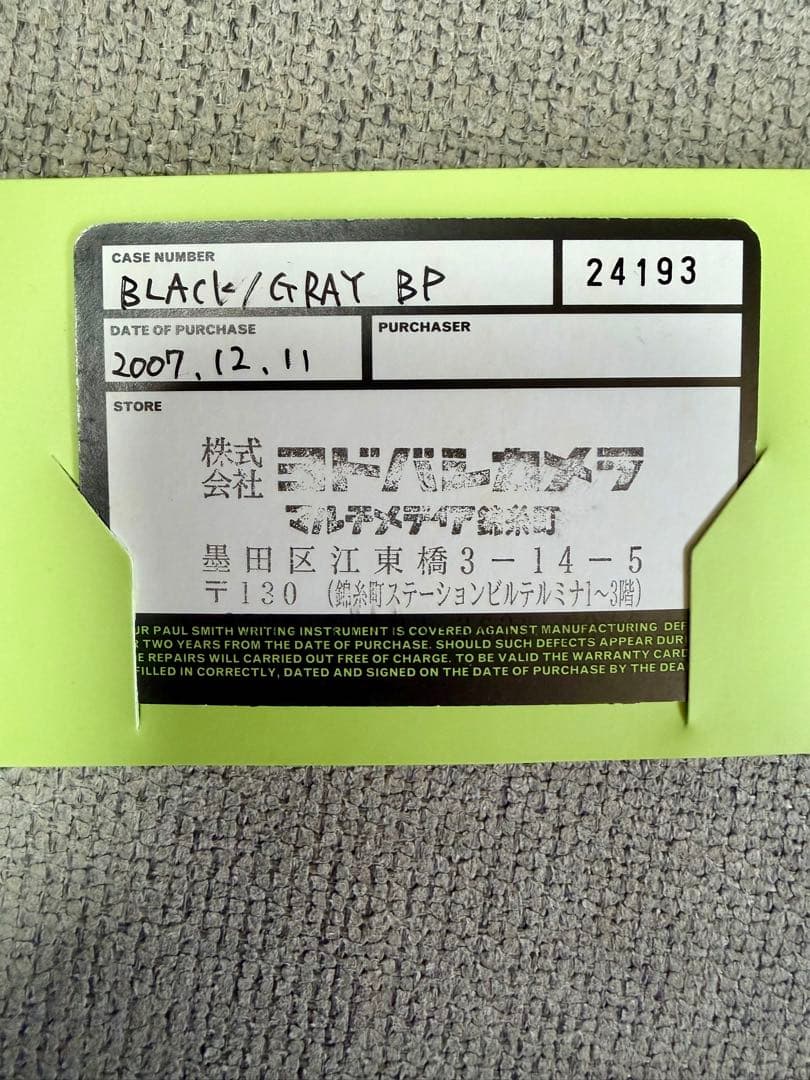 CASE NUMBER
BLACK/GRAY BP
24193
DATE OF PURCHASE
2007.12.11
PURCHASER
STORE
株式会社 ヨドバシカメラ
マルチメディア錦糸町
墨田区江東橋3-14-5
〒130 (錦糸町ステーションビルテルミナ1~3階)
UR PAUL SMITH WRITING INSTRUMENT IS COVERED AGAINST MANUFACTURING DEF
TWO YEARS FROM THE DATE OF PURCHASE. SHOULD SUCH DEFECTS APPEAR DURI
E REPAIRS WILL CARRIED OUT FREE OF CHARGE. TO BE VALID THE WARRANTY CARD
FILLED IN CORRECTLY, DATED AND SIGNED ON THE DATE OF PURCHASE BY THE DEA